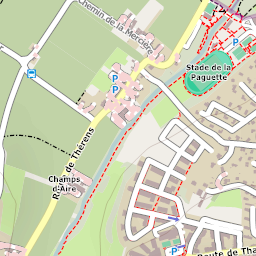 Chemin de la Mercière
Stade de la
Paguette
P
P
P
Route de Thérens
Champs
d'Aire
P
Route de Tha